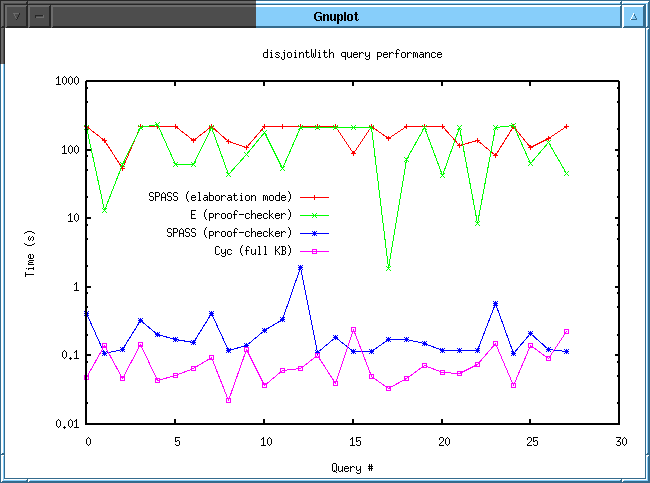 Gnuplot
disjointWith query performance
1000
100
10
1
0.1
0.01
Time (s)
SPASS (elaboration mode)
E (proof-checker)
SPASS (proof-checker)
Cyc (full KB)
0 5 10 15 20 25 30
Query #